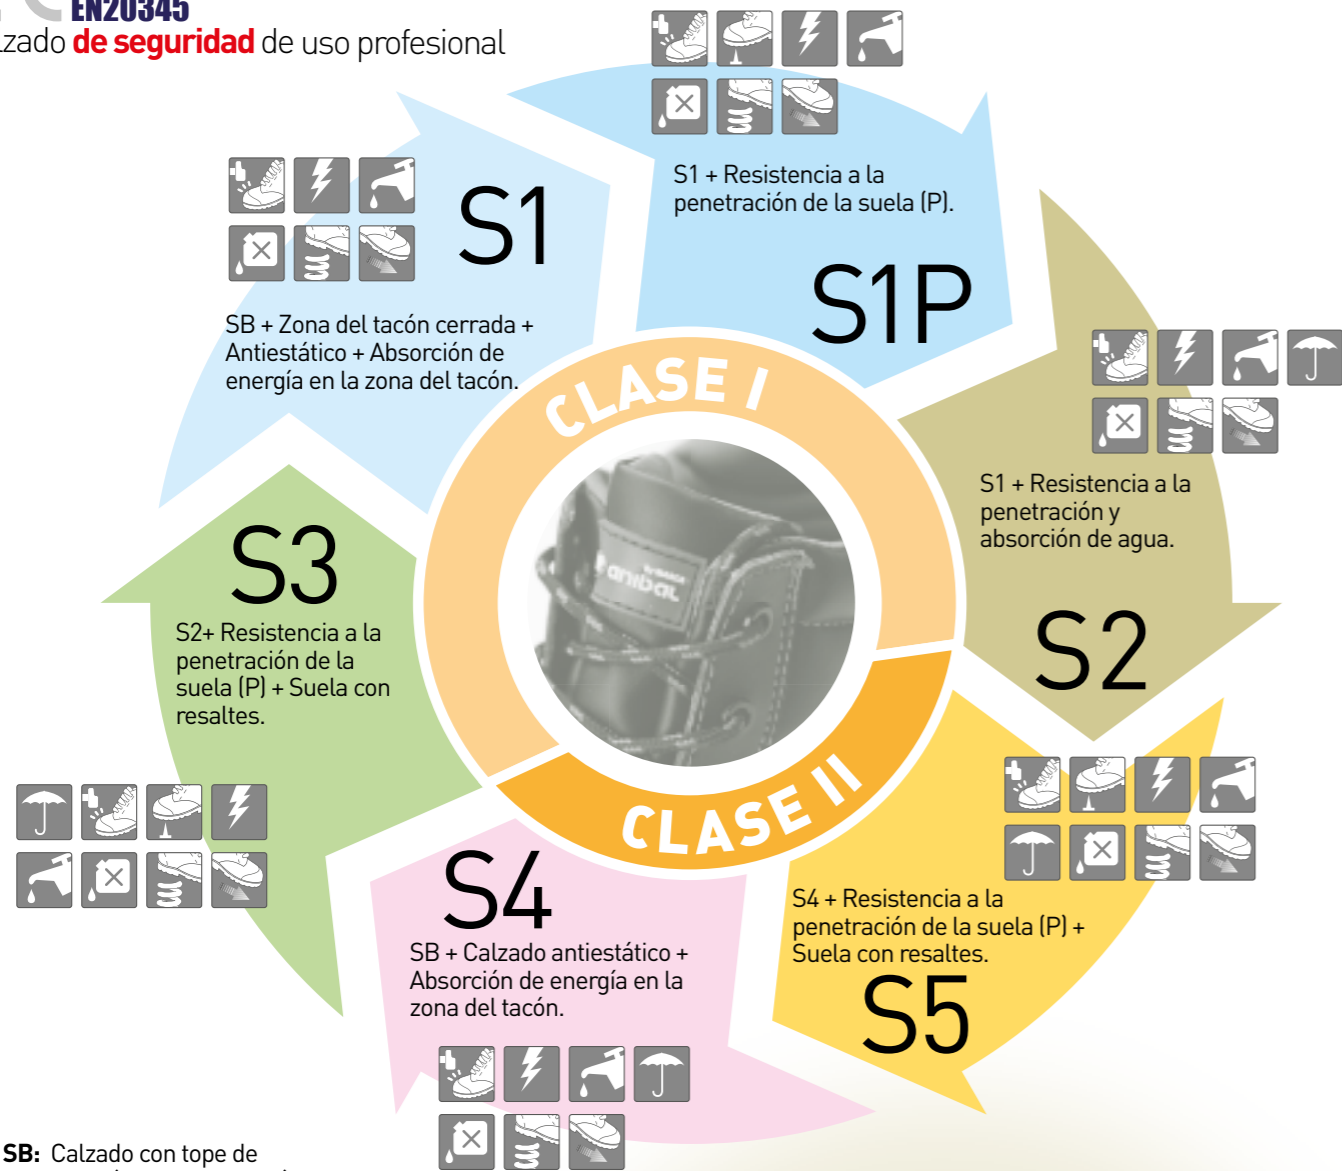 EN20345
lzado de seguridad de uso profesional
S1
SB + Zona del tacón cerrada +
Antiestático + Absorción de
energía en la zona del tacón.
S1 + Resistencia a la
penetración de la suela (P).
S1P
S1 + Resistencia a la
penetración y
absorción de agua.
S2
CLASE I
anibal
CLASE II
S3
S2+ Resistencia a la
penetración de la
suela (P) + Suela con
resaltes.
S4
SB + Calzado antiestático +
Absorción de energía en la
zona del tacón.
S4 + Resistencia a la
penetración de la suela (P) +
Suela con resaltes.
S5
SB: Calzado con tope de